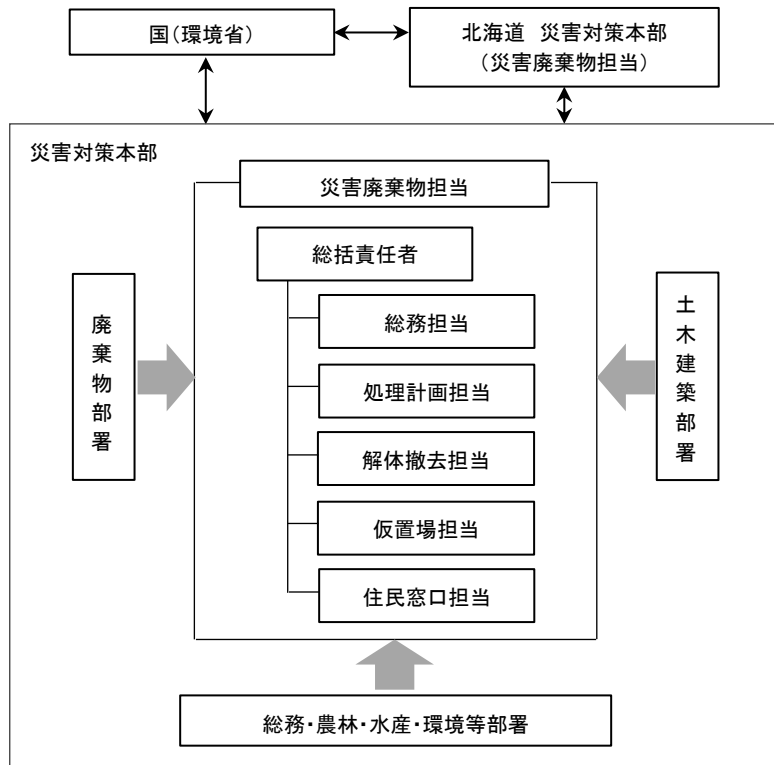 国(環境省)
北海道 災害対策本部
(災害廃棄物担当)
災害対策本部
災害廃棄物担当
総括責任者
総務担当
処理計画担当
解体撤去担当
仮置場担当
住民窓口担当
廃棄物部署
土木建築部署
総務・農林・水産・環境等部署